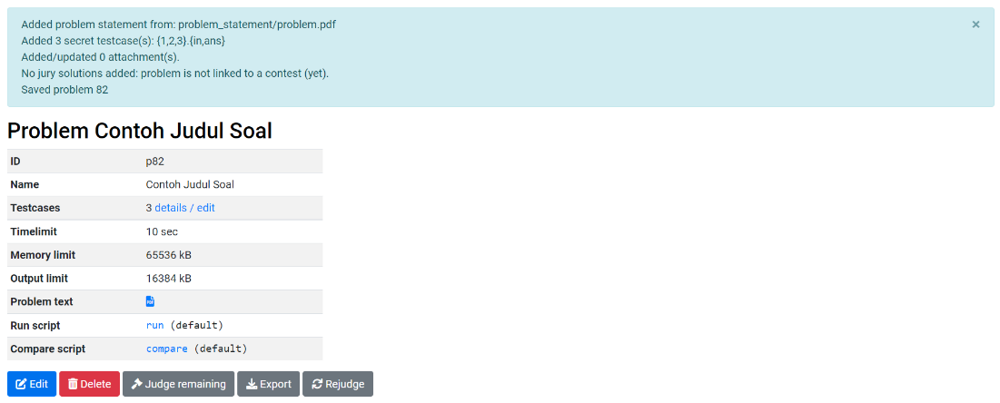 Added problem statement from: problem_statement/problem.pdf
×
Added 3 secret testcase(s): {1,2,3}.{in,ans}
Added/updated 0 attachment(s).
No jury solutions added: problem is not linked to a contest (yet).
Saved problem 82
Problem Contoh Judul Soal
ID p82
Name Contoh Judul Soal
Testcases 3 details / edit
Timelimit 10 sec
Memory limit 65536 kB
Output limit 16384 kB
Problem text PDF
Run script run (default)
Compare script compare (default)
Edit Delete Judge remaining Export Rejudge